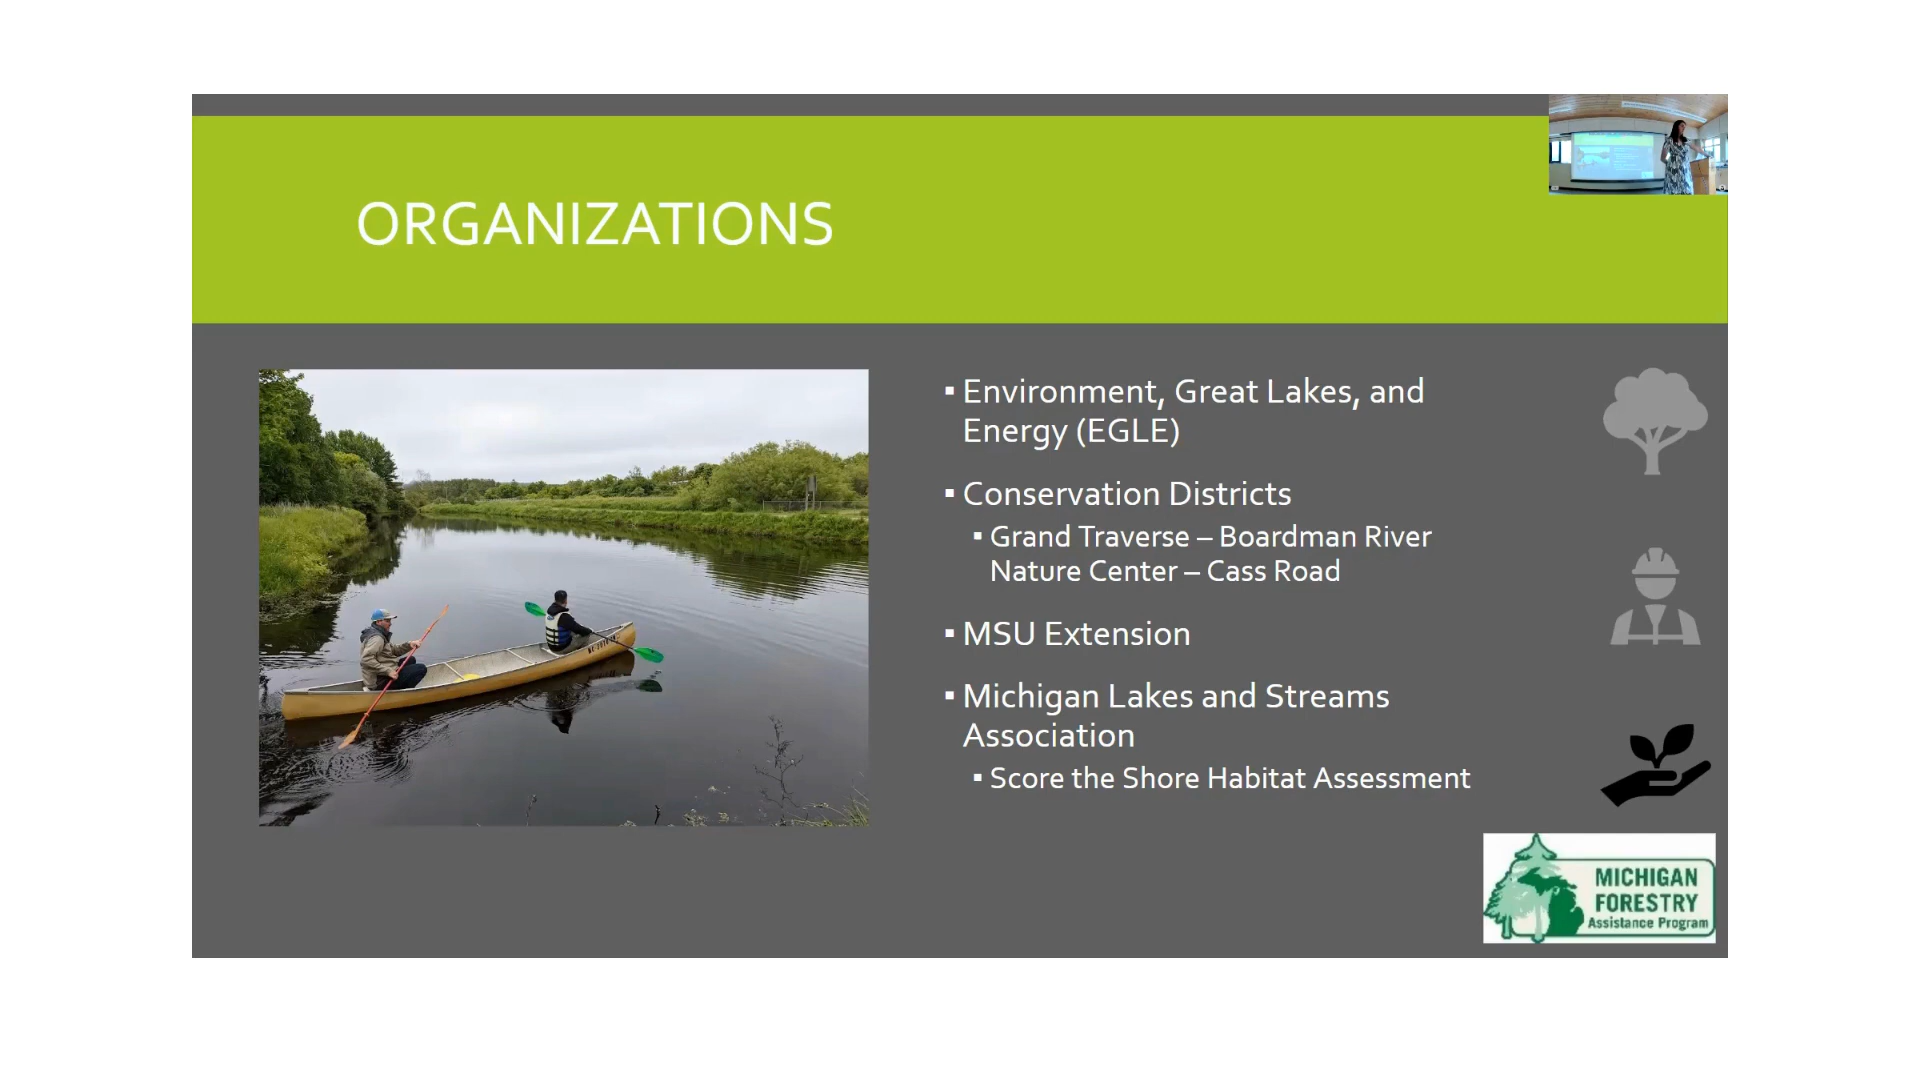 ORGANIZATIONS
▪ Environment, Great Lakes, and
Energy (EGLE)
▪ Conservation Districts
▪ Grand Traverse – Boardman River
Nature Center – Cass Road
▪ MSU Extension
▪ Michigan Lakes and Streams
Association
▪ Score the Shore Habitat Assessment
MICHIGAN
FORESTRY
Assistance Program